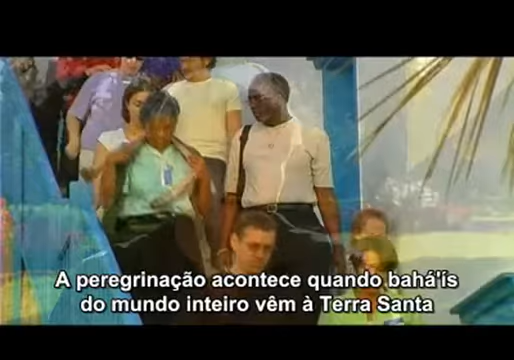 A peregrinação acontece quando bahá'ís
do mundo inteiro vêm à Terra Santa